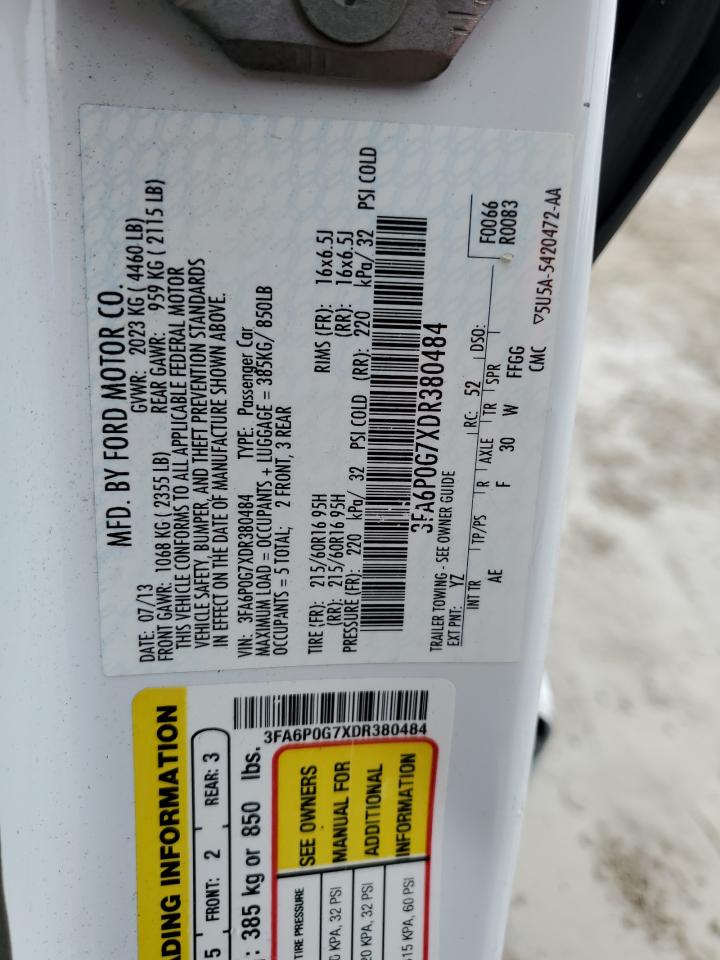 MFD. BY FORD MOTOR CO.
DATE: 07/13 GVWR: 2023 KG ( 4460 LB)
FRONT GAWR: 1068 KG ( 2355 LB) REAR GAWR: 959 KG ( 2115 LB)
THIS VEHICLE CONFORMS TO ALL APPLICABLE FEDERAL MOTOR
VEHICLE SAFETY, BUMPER, AND THEFT PREVENTION STANDARDS
IN EFFECT ON THE DATE OF MANUFACTURE SHOWN ABOVE.
VIN: 3FA6P0G7XDR380484 TYPE: Passenger Car
MAXIMUM LOAD = OCCUPANTS + LUGGAGE = 385KG/ 850LB
OCCUPANTS = 5 TOTAL; 2 FRONT, 3 REAR
TIRE (FR): 215/60R16 95H RIMS (FR): 16x6.5J
(RR): 215/60R16 95H (RR): 16x6.5J
PRESSURE (FR): 220 kPa/ 32 PSI COLD (RR): 220 kPa/ 32 PSI COLD
3FA6P0G7XDR380484
TRAILER TOWING - SEE OWNER GUIDE
EXT PNT: YZ RC: 52 DSO: F0066
R0083
INT TR TP/PS R AXLE TR SPR
AE F 30 W FFGG
CMC ▽5U5A-5420472-AA
3FA6P0G7XDR380484
ADING INFORMATION
5 FRONT: 2 REAR: 3
: 385 kg or 850 lbs.
TIRE PRESSURE
0 KPA, 32 PSI
20 KPA, 32 PSI
415 KPA, 60 PSI
SEE OWNERS
MANUAL FOR
ADDITIONAL
INFORMATION